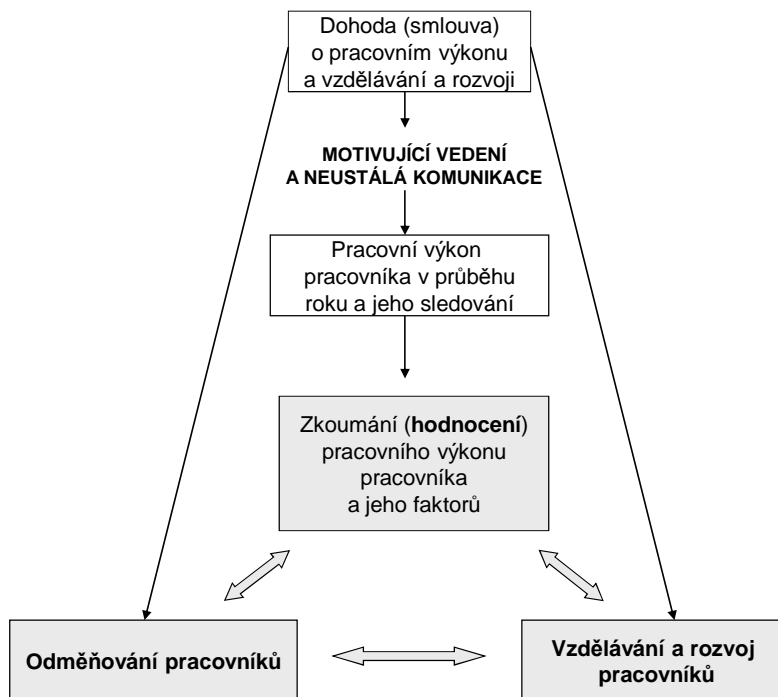 Dohoda (smlouva)
o pracovním výkonu
a vzdělávání a rozvoji
MOTIVUJÍCÍ VEDENÍ
A NEUSTÁLÁ KOMUNIKACE
Pracovní výkon
pracovníka v průběhu
roku a jeho sledování
Zkoumání (hodnocení)
pracovního výkonu
pracovníka
a jeho faktorů
Odměňování pracovníků
Vzdělávání a rozvoj
pracovníků